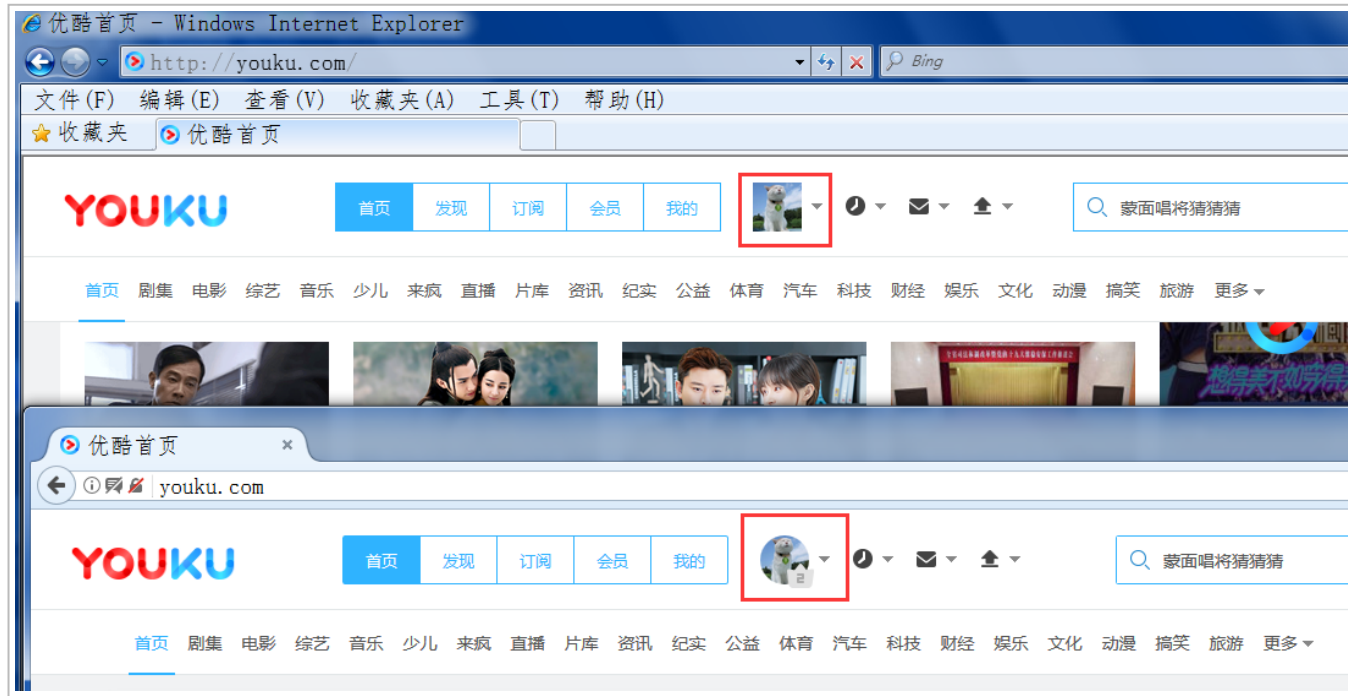 优酷首页 - Windows Internet Explorer
http://youku.com/
Bing
文件(F) 编辑(E) 查看(V) 收藏夹(A) 工具(T) 帮助(H)
收藏夹 优酷首页
YOUKU 首页 发现 订阅 会员 我的 蒙面唱将猜猜猜
首页 剧集 电影 综艺 音乐 少儿 来疯 直播 片库 资讯 纪实 公益 体育 汽车 科技 财经 娱乐 文化 动漫 搞笑 旅游 更多
想得美不如穷得
优酷首页 ×
youku.com
YOUKU 首页 发现 订阅 会员 我的 2 蒙面唱将猜猜猜
首页 剧集 电影 综艺 音乐 少儿 来疯 直播 片库 资讯 纪实 公益 体育 汽车 科技 财经 娱乐 文化 动漫 搞笑 旅游 更多